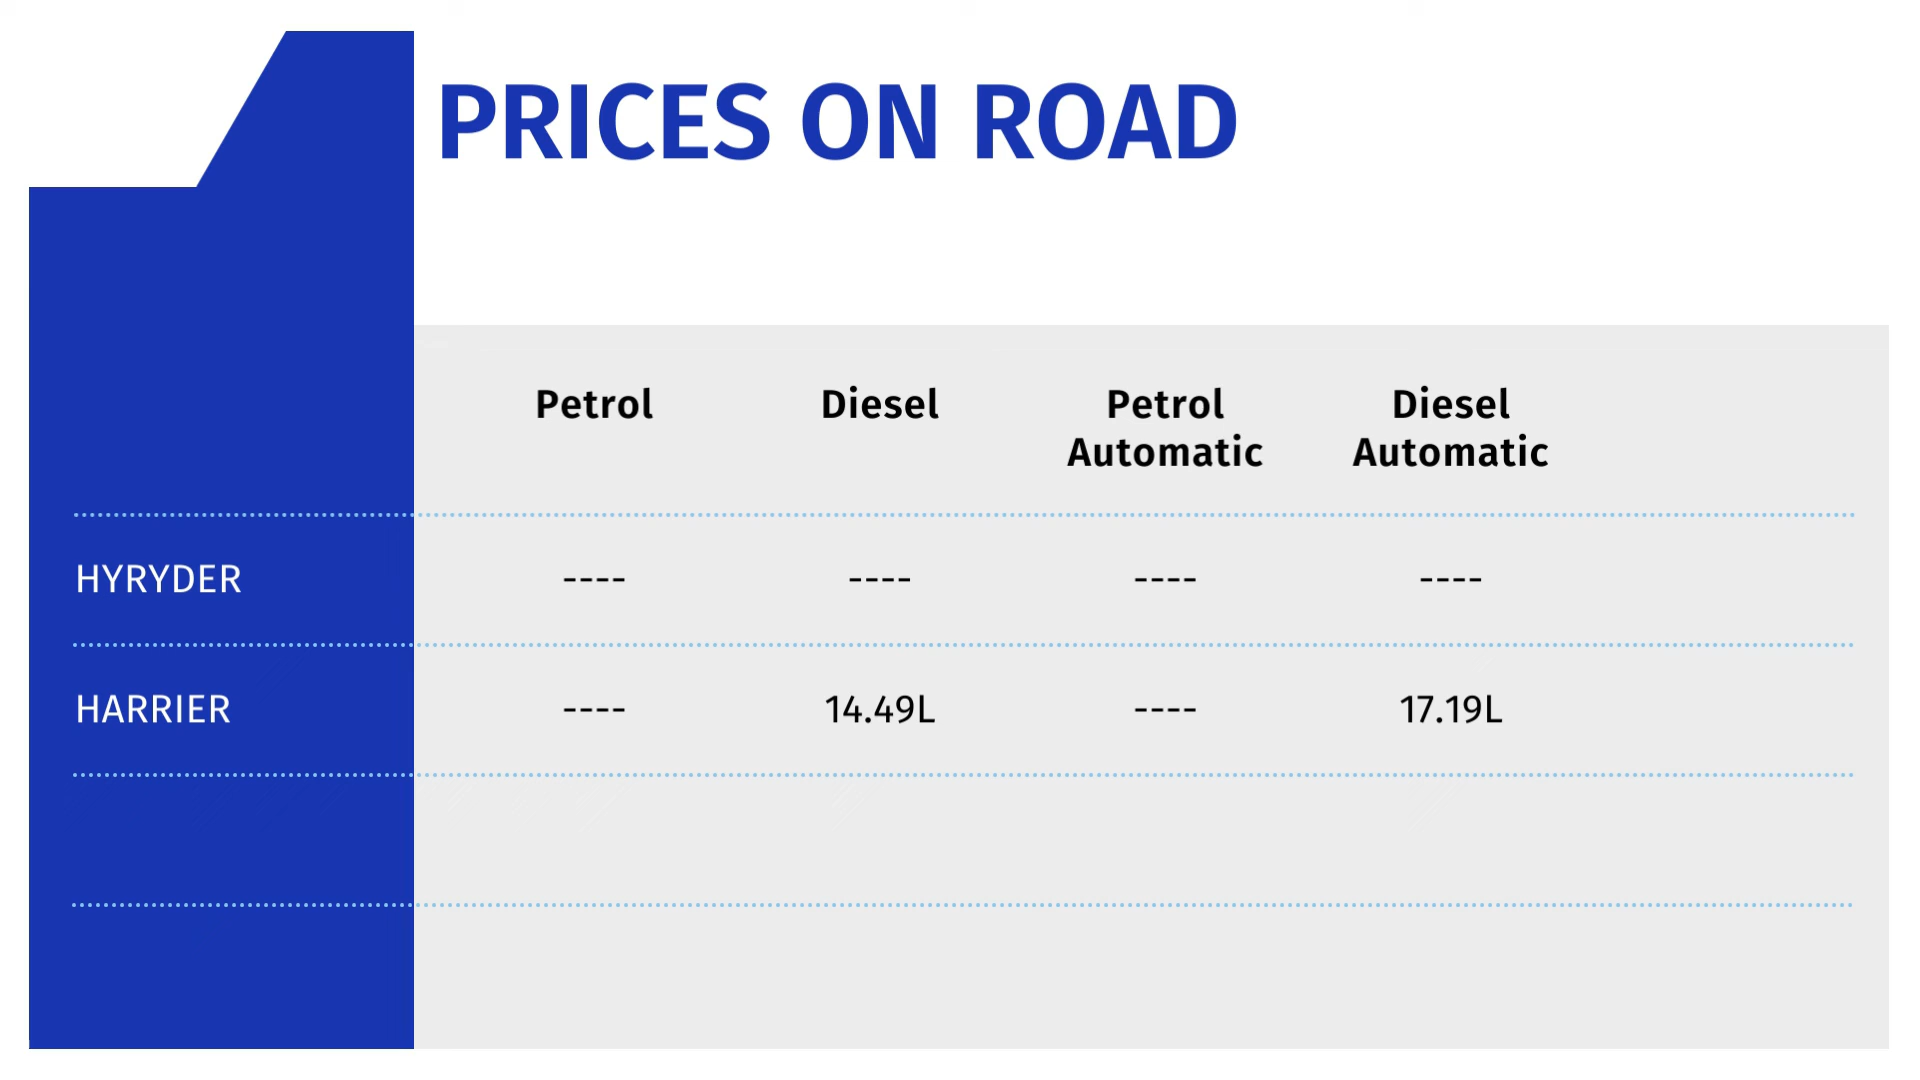 PRICES ON ROAD
Petrol Diesel Petrol Diesel
Automatic Automatic
HYRYDER ---- ---- ---- ----
HARRIER ---- 14.49L ---- 17.19L